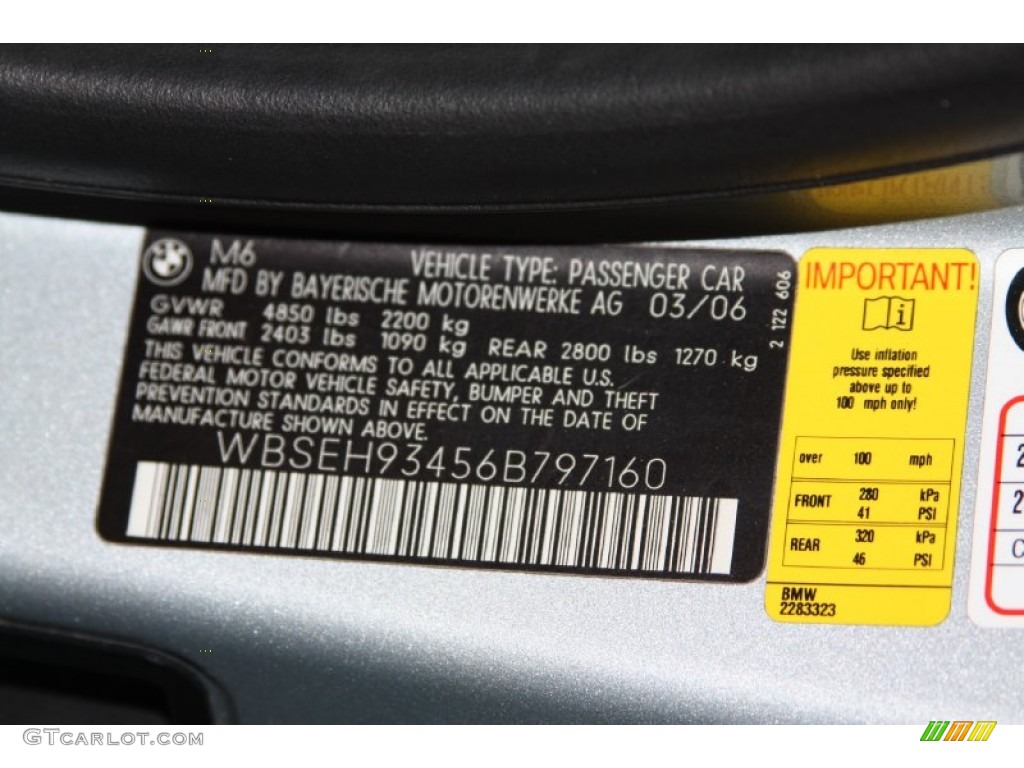 M6
VEHICLE TYPE: PASSENGER CAR
MFD BY BAYERISCHE MOTORENWERKE AG 03/06
GVWR 4850 lbs 2200 kg
GAWR FRONT 2403 lbs 1090 kg REAR 2800 lbs 1270 kg
THIS VEHICLE CONFORMS TO ALL APPLICABLE U.S.
FEDERAL MOTOR VEHICLE SAFETY, BUMPER AND THEFT
PREVENTION STANDARDS IN EFFECT ON THE DATE OF
MANUFACTURE SHOWN ABOVE.
WBSEH93456B797160
2 122 606
IMPORTANT!
i
Use inflation
pressure specified
above up to
100 mph only!
over 100 mph
FRONT 280 kPa
41 PSI
REAR 320 kPa
46 PSI
BMW
2283323
2
2
C
GTCARLOT.COM